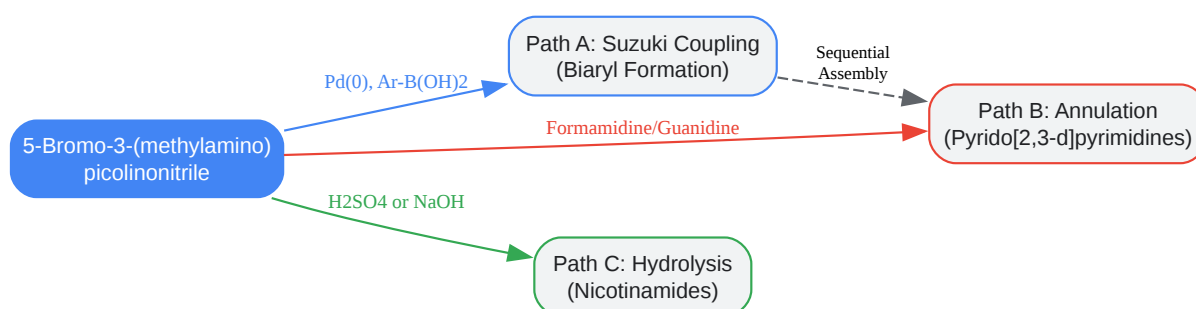 Path A: Suzuki Coupling
(Biaryl Formation)
Sequential
Assembly
Pd(0), Ar-B(OH)2
Path B: Annulation
(Pyrido[2,3-d]pyrimidines)
Formamidine/Guanidine
5-Bromo-3-(methylamino)
picolinonitrile
H2SO4 or NaOH
Path C: Hydrolysis
(Nicotinamides)